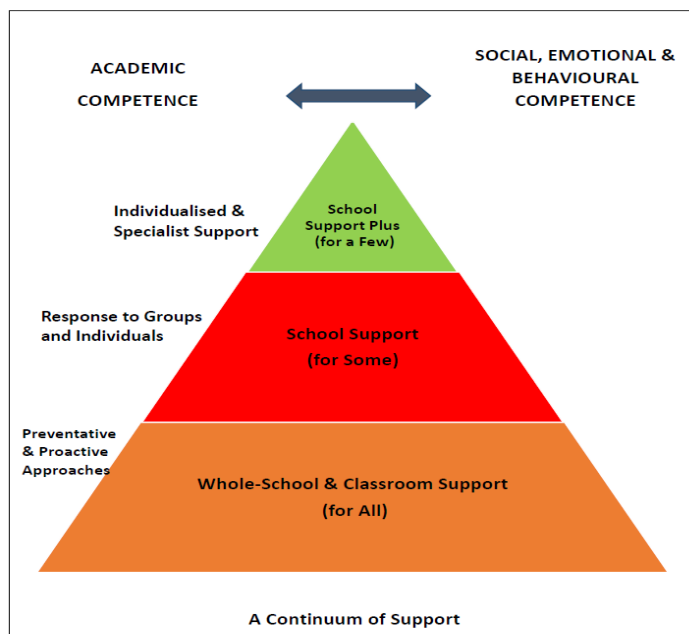 ACADEMIC
COMPETENCE
SOCIAL, EMOTIONAL &
BEHAVIOURAL
COMPETENCE
Individualised &
Specialist Support
School
Support Plus
(for a Few)
Response to Groups
and Individuals
School Support
(for Some)
Preventative
& Proactive
Approaches
Whole-School & Classroom Support
(for All)
A Continuum of Support